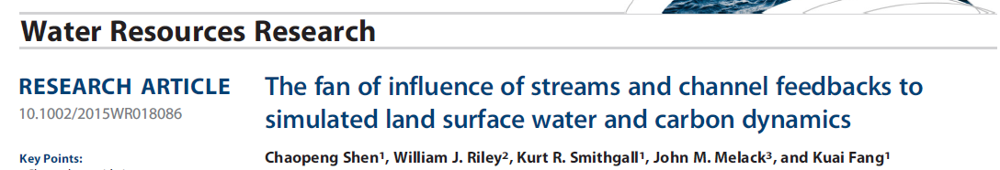 Water Resources Research
RESEARCH ARTICLE
10.1002/2015WR018086
The fan of influence of streams and channel feedbacks to
simulated land surface water and carbon dynamics
Key Points:
Chaopeng Shen1, William J. Riley2, Kurt R. Smithgall1, John M. Melack3, and Kuai Fang1